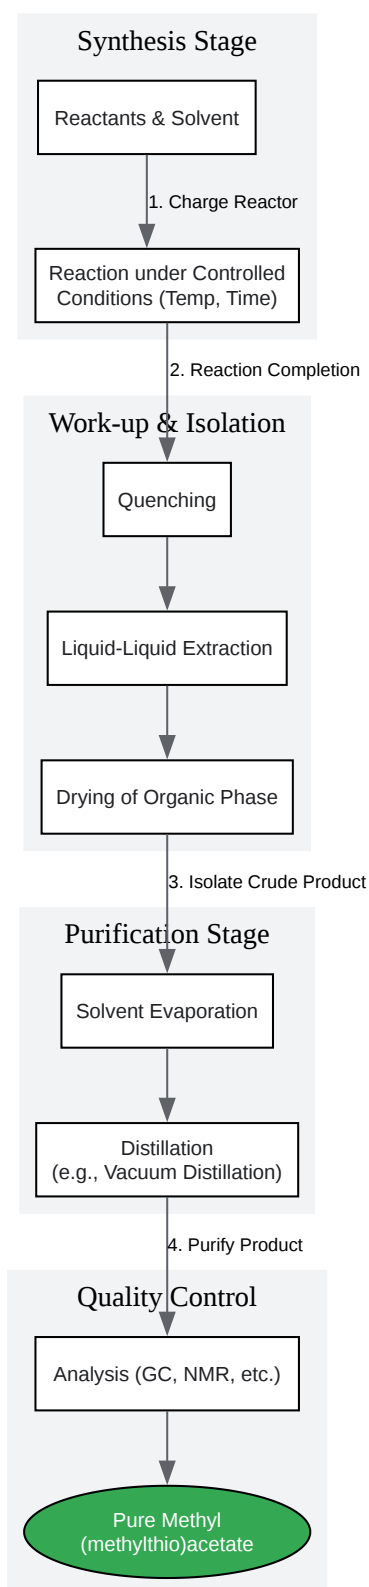 Synthesis Stage
Reactants & Solvent
1. Charge Reactor
Reaction under Controlled
Conditions (Temp, Time)
2. Reaction Completion
Work-up & Isolation
Quenching
Liquid-Liquid Extraction
Drying of Organic Phase
3. Isolate Crude Product
Purification Stage
Solvent Evaporation
Distillation
(e.g., Vacuum Distillation)
4. Purify Product
Quality Control
Analysis (GC, NMR, etc.)
Pure Methyl
(methylthio)acetate